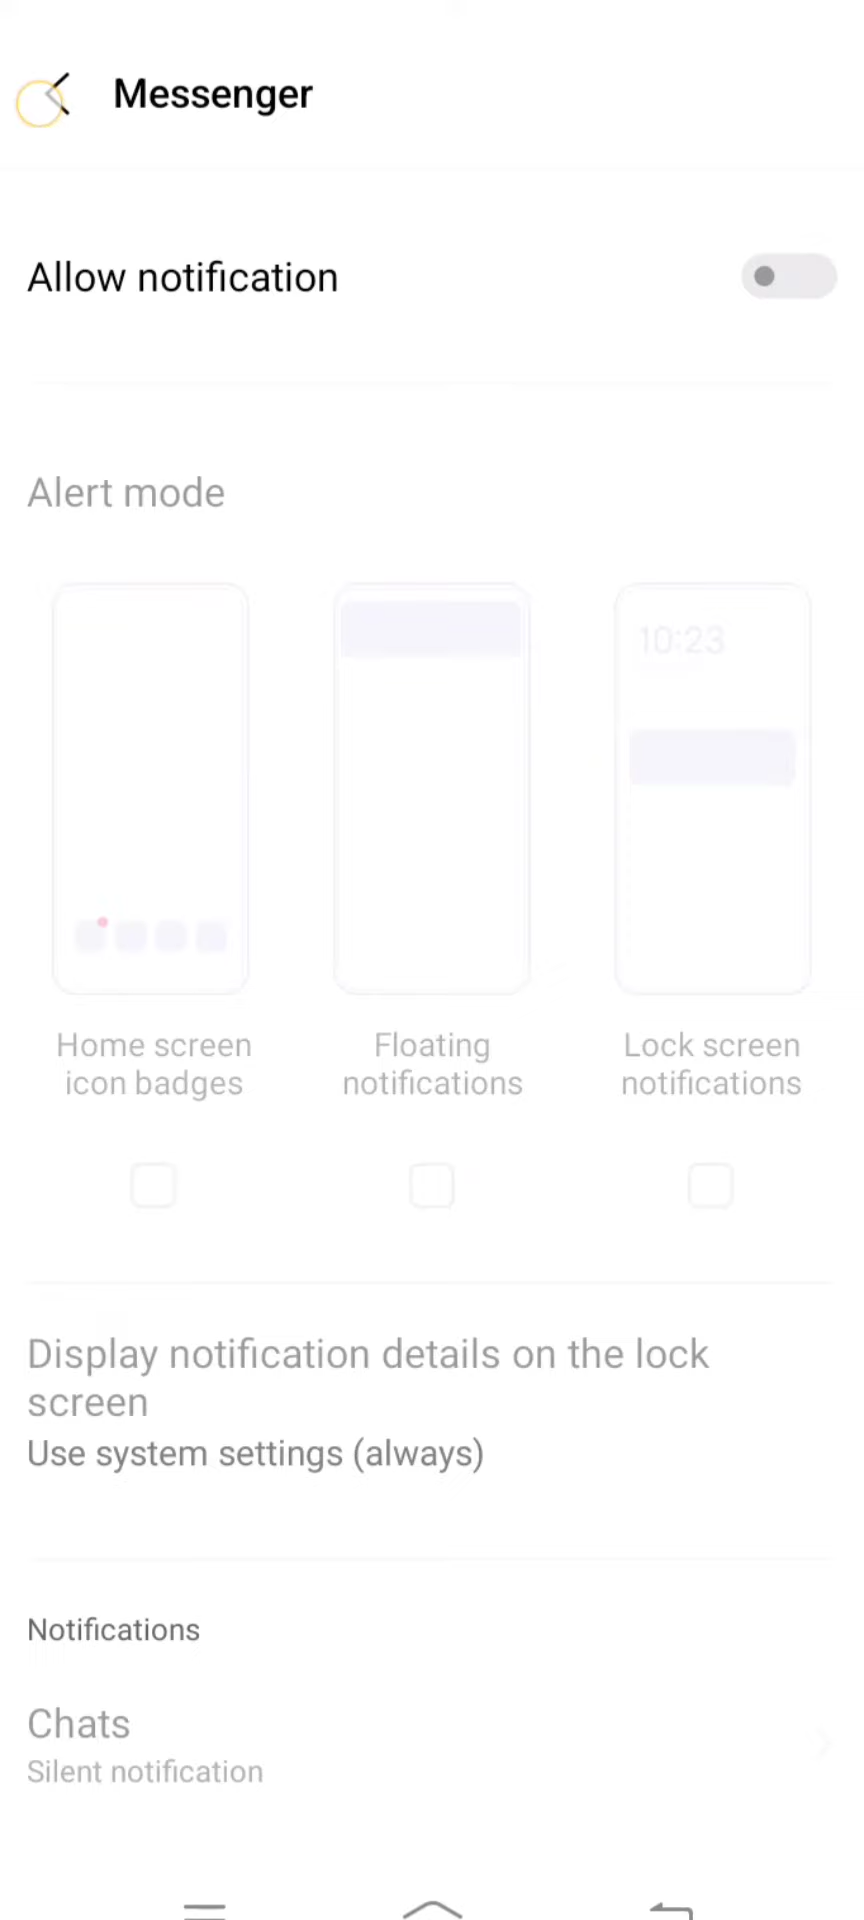 Messenger
Allow notification
Alert mode
10:23
Home screen
icon badges
Floating
notifications
Lock screen
notifications
Display notification details on the lock
screen
Use system settings (always)
Notifications
Chats
Silent notification